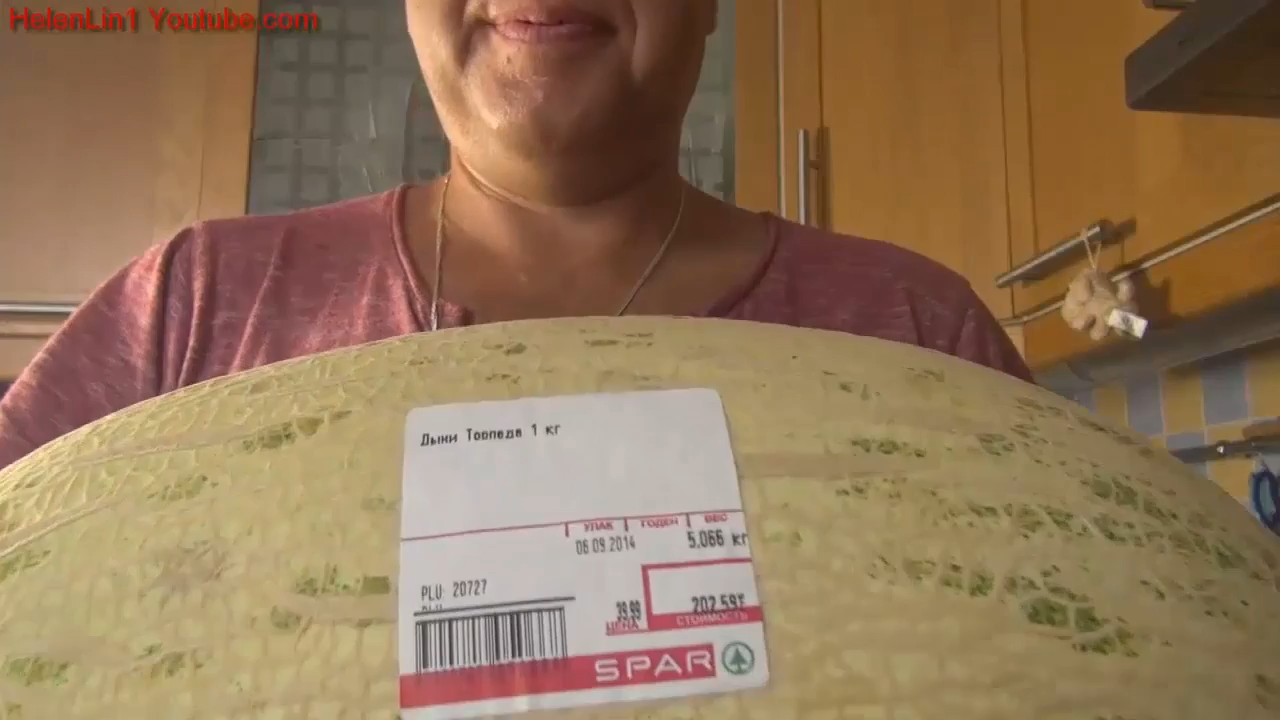 HelenLin1 Youtube.com
Дыни Торпеда 1 кг
УПАК ГОДЕН ВЕС
06.09.2014 5.066 кг
PLU: 20727
39.99 202.59
ЦЕНА СТОИМОСТЬ
SPAR